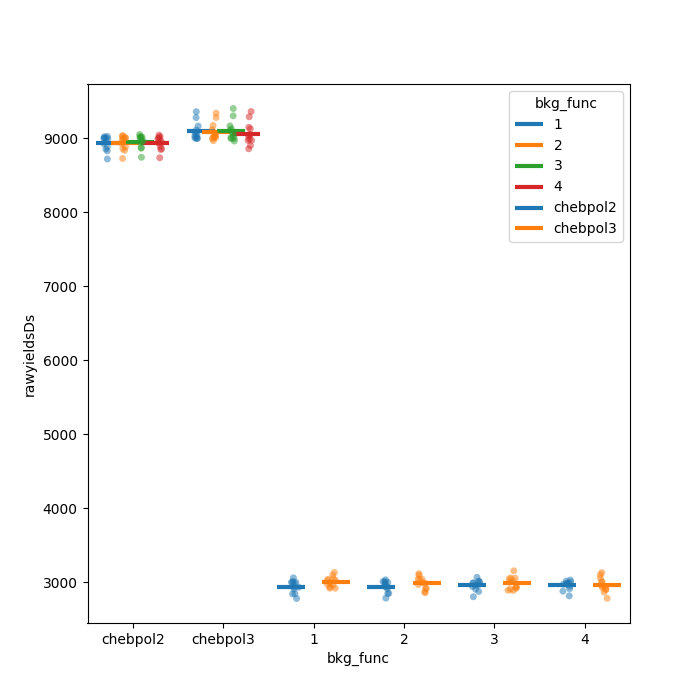 bkg_func
1
2
3
4
chebpol2
chebpol3
9000
8000
7000
6000
5000
4000
3000
rawyieldsDs
chebpol2 chebpol3 1 2 3 4
bkg_func